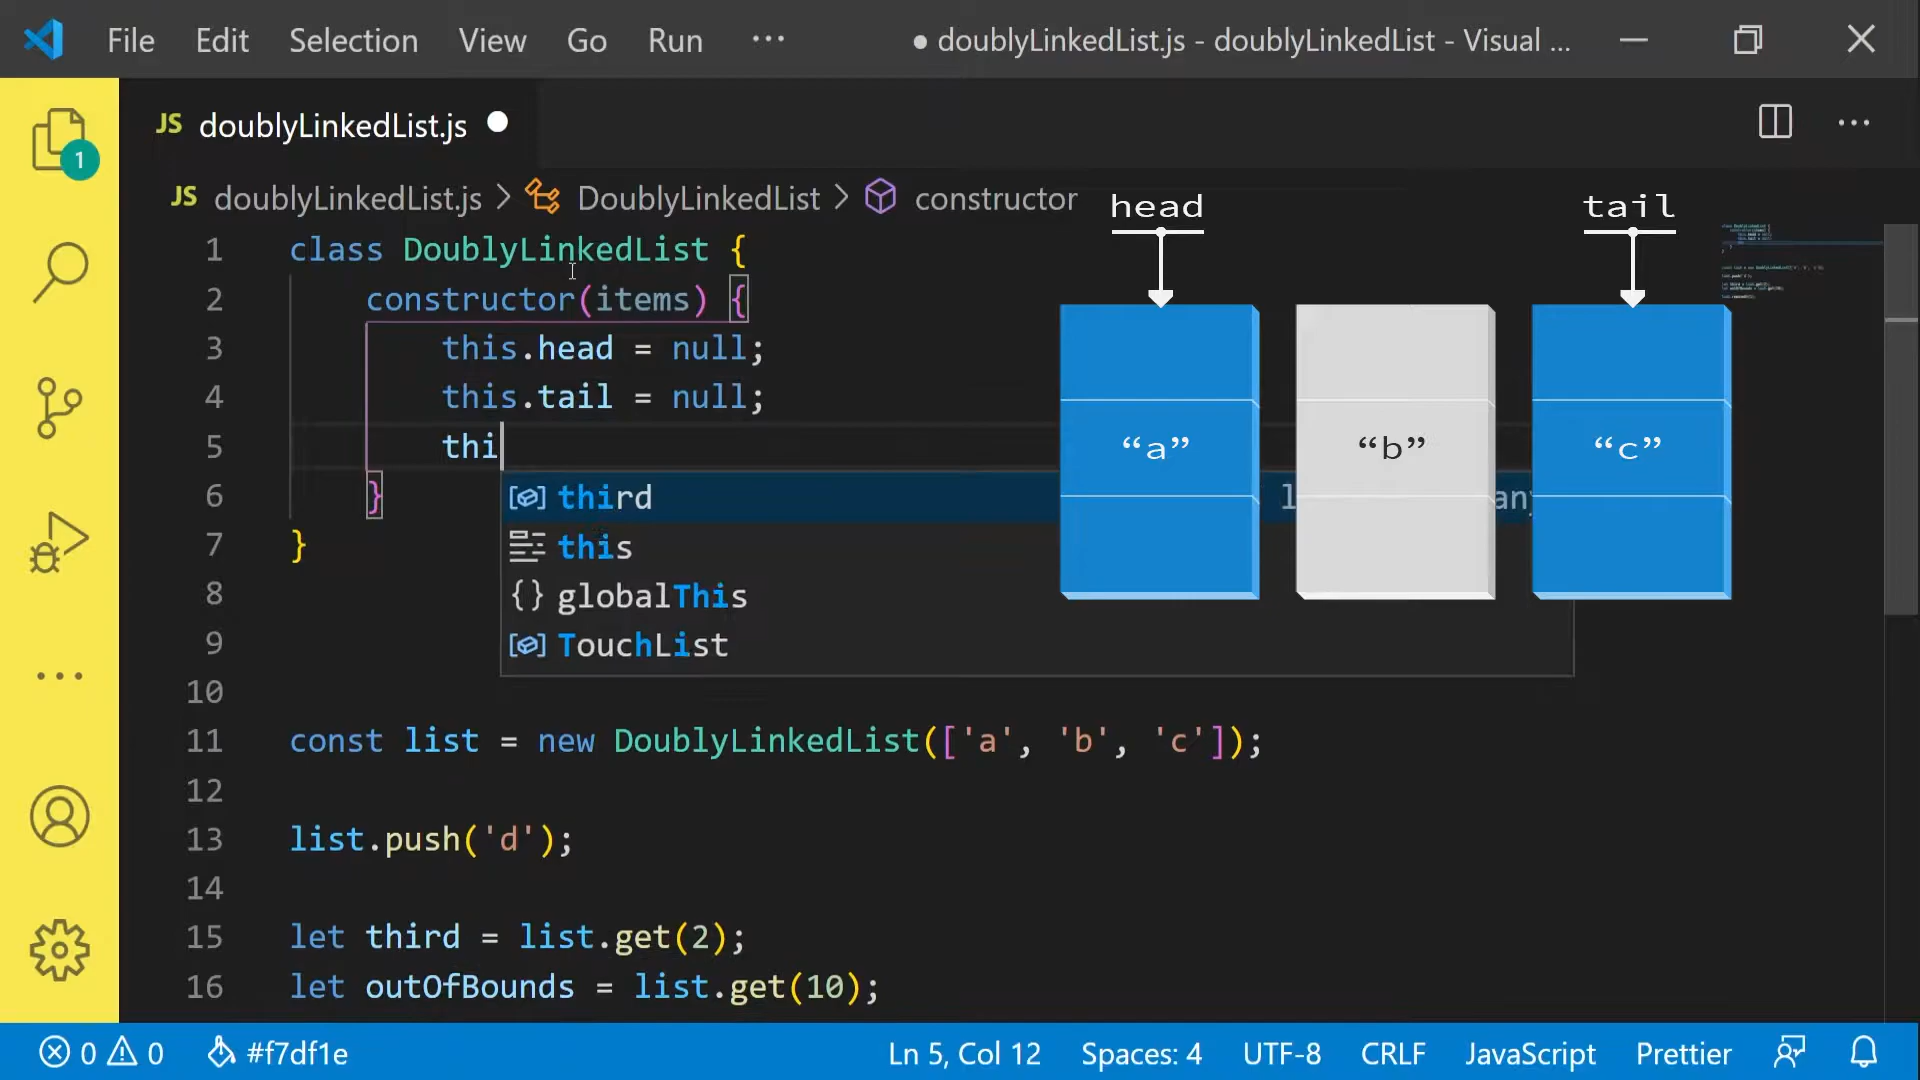 File Edit Selection View Go Run ··· ● doublyLinkedList.js - doublyLinkedList - Visual ...
JS doublyLinkedList.js ●
1
JS doublyLinkedList.js > DoublyLinkedList > constructor
head tail
1 class DoublyLinkedList {
2 constructor(items) {
3 this.head = null;
4 this.tail = null;
5 thi
“a” “b” “c”
6 }
third
7 }
this
8
globalThis
9
TouchList
10
11 const list = new DoublyLinkedList(['a', 'b', 'c']);
12
13 list.push('d');
14
15 let third = list.get(2);
16 let outOfBounds = list.get(10);
0 0 #f7df1e Ln 5, Col 12 Spaces: 4 UTF-8 CRLF JavaScript Prettier